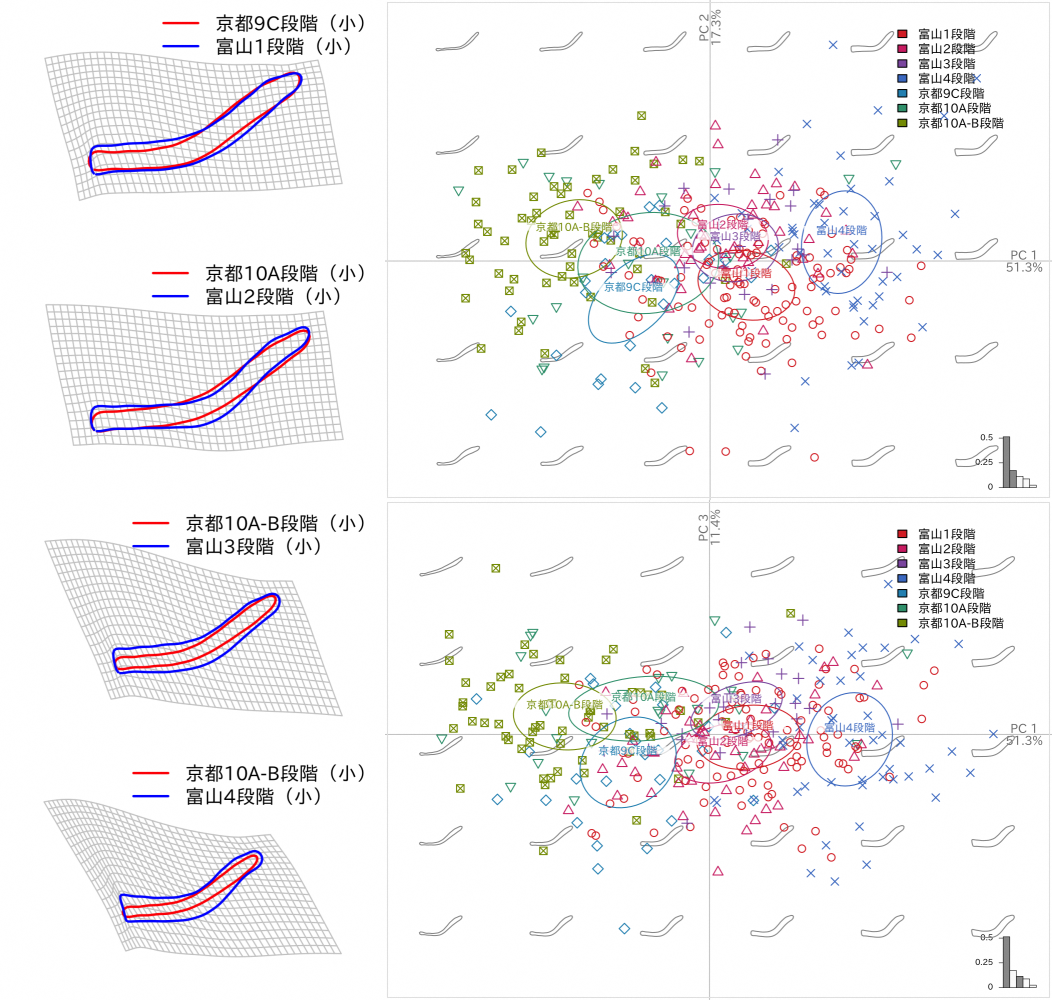 京都9C段階（小）
富山1段階（小）
京都10A段階（小）
富山2段階（小）
京都10A-B段階（小）
富山3段階（小）
京都10A-B段階（小）
富山4段階（小）
PC 2
17.3%
富山1段階
富山2段階
富山3段階
富山4段階
京都9C段階
京都10A段階
京都10A-B段階
京都10A-B段階
富山2段階
富山3段階
富山4段階
京都10A段階
富山1段階
京都9C段階
PC 1
51.3%
0.5
0.25
0
PC 3
11.4%
富山1段階
富山2段階
富山3段階
富山4段階
京都9C段階
京都10A段階
京都10A-B段階
京都10A段階
富山3段階
京都10A-B段階
富山1段階
富山4段階
富山2段階
京都9C段階
PC 1
51.3%
0.5
0.25
0